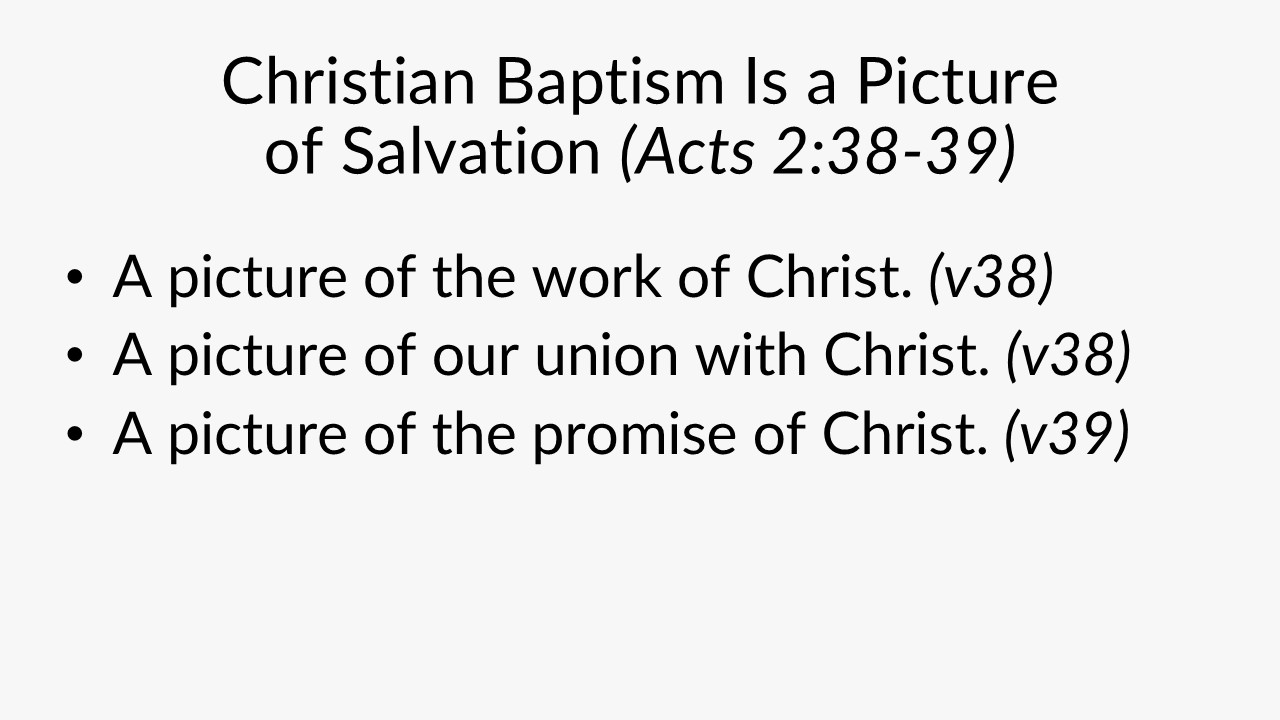 Christian Baptism Is a Picture
of Salvation (Acts 2:38-39)
• A picture of the work of Christ. (v38)
• A picture of our union with Christ. (v38)
• A picture of the promise of Christ. (v39)